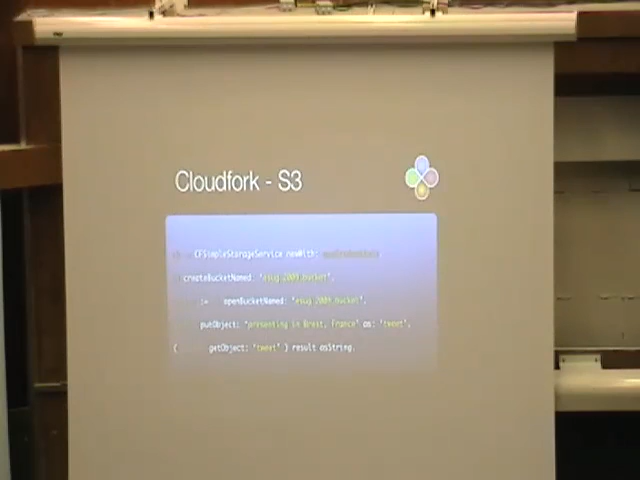 Cloudfork - S3
CFSimpleStorageService newWith:
createBucketNamed: 'esug.2009.bucket'.
:= openBucketNamed: 'esug.2009.bucket'.
putObject: 'presenting in Brest, France' as: 'tweet'.
( getObject: 'tweet' ) result asString.